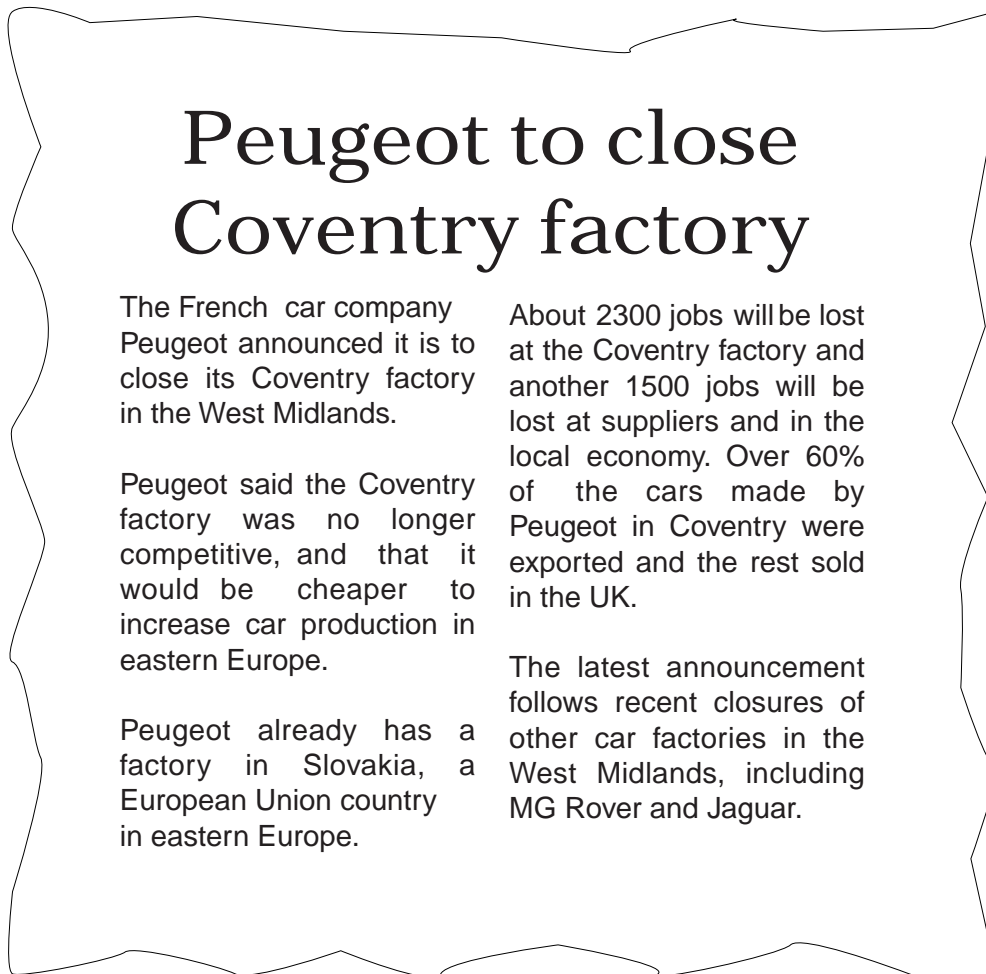 Peugeot to close
Coventry factory
The French car company
Peugeot announced it is to
close its Coventry factory
in the West Midlands.
Peugeot said the Coventry
factory was no longer
competitive, and that it
would be cheaper to
increase car production in
eastern Europe.
Peugeot already has a
factory in Slovakia, a
European Union country
in eastern Europe.
About 2300 jobs will be lost
at the Coventry factory and
another 1500 jobs will be
lost at suppliers and in the
local economy. Over 60%
of the cars made by
Peugeot in Coventry were
exported and the rest sold
in the UK.
The latest announcement
follows recent closures of
other car factories in the
West Midlands, including
MG Rover and Jaguar.